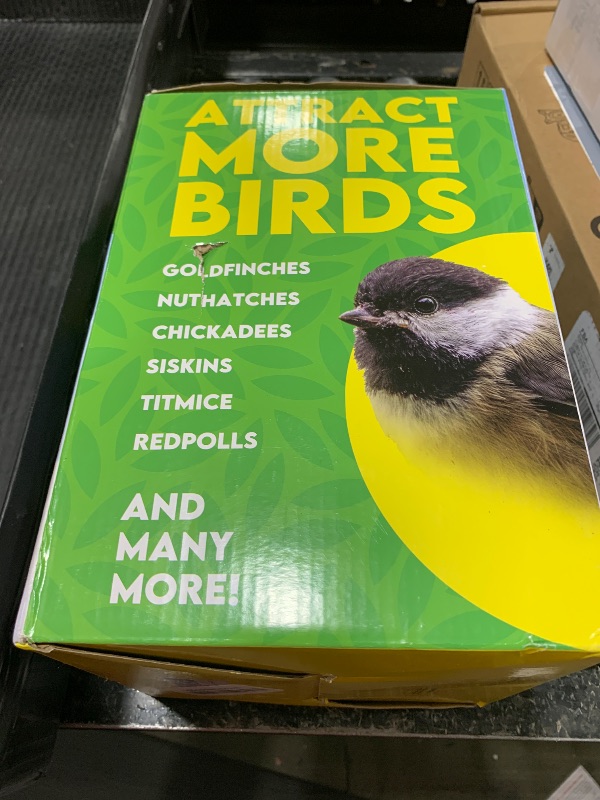 ATTRACT
MORE
BIRDS
GOLDFINCHES
NUTHATCHES
CHICKADEES
SISKINS
TITMICE
REDPOLLS
AND
MANY
MORE!